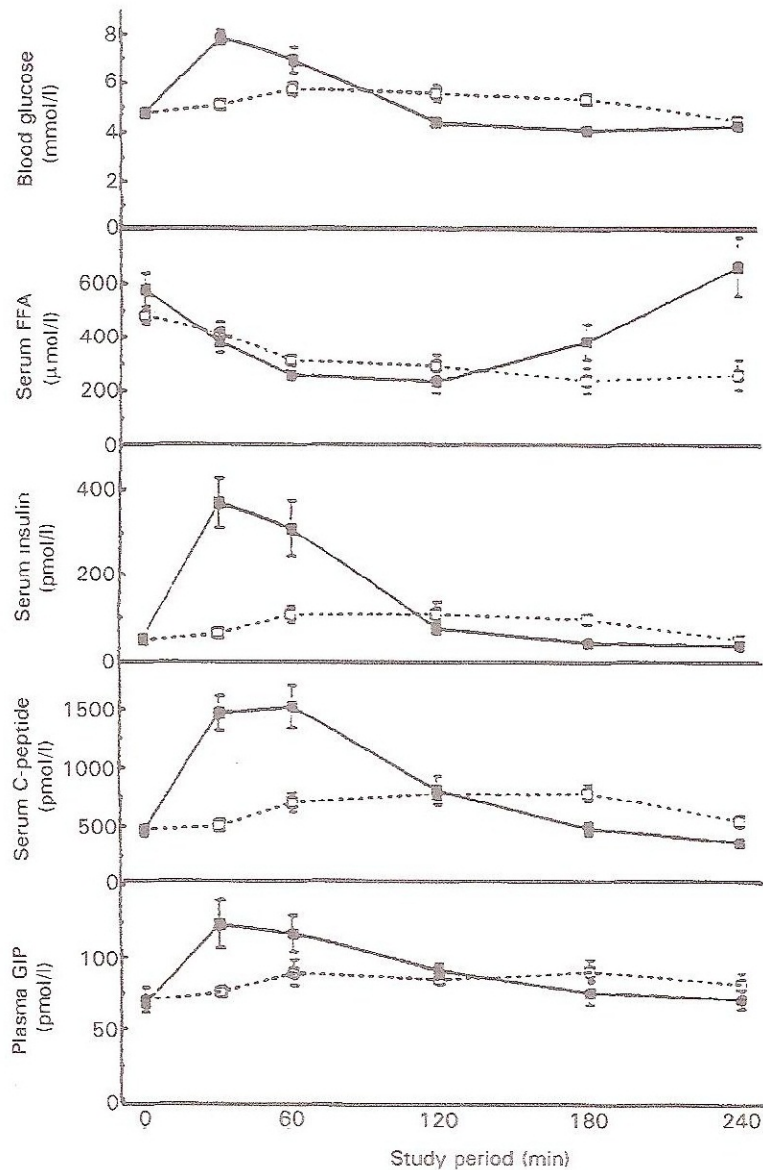 Blood glucose
(mmol/l)
8
6
4
2
0
Serum FFA
(μmol/l)
600
400
200
0
Serum insulin
(pmol/l)
400
200
0
Serum C-peptide
(pmol/l)
1500
1000
500
0
Plasma GIP
(pmol/l)
100
50
0
0 60 120 180 240
Study period (min)